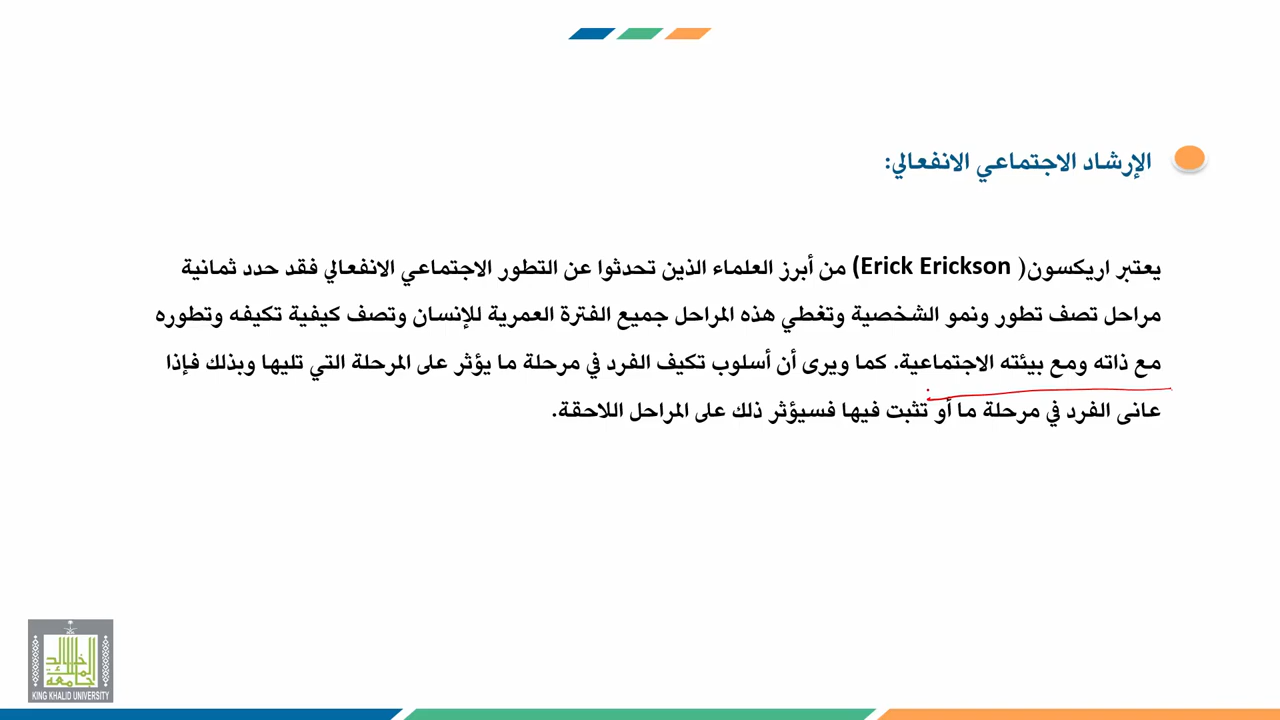 الإرشاد الاجتماعي الانفعالي:
يعتبر اريكسون( Erick Erickson) من أبرز العلماء الذين تحدثوا عن التطور الاجتماعي الانفعالي فقد حدد ثمانية
مراحل تصف تطور ونمو الشخصية وتغطي هذه المراحل جميع الفترة العمرية للإنسان وتصف كيفية تكيفه وتطوره
مع ذاته ومع بيئته الاجتماعية. كما ويرى أن أسلوب تكيف الفرد في مرحلة ما يؤثر على المرحلة التي تليها وبذلك فإذا
عانى الفرد في مرحلة ما أو تثبت فيها فسيؤثر ذلك على المراحل اللاحقة.
جامعة الملك خالد
KING KHALID UNIVERSITY